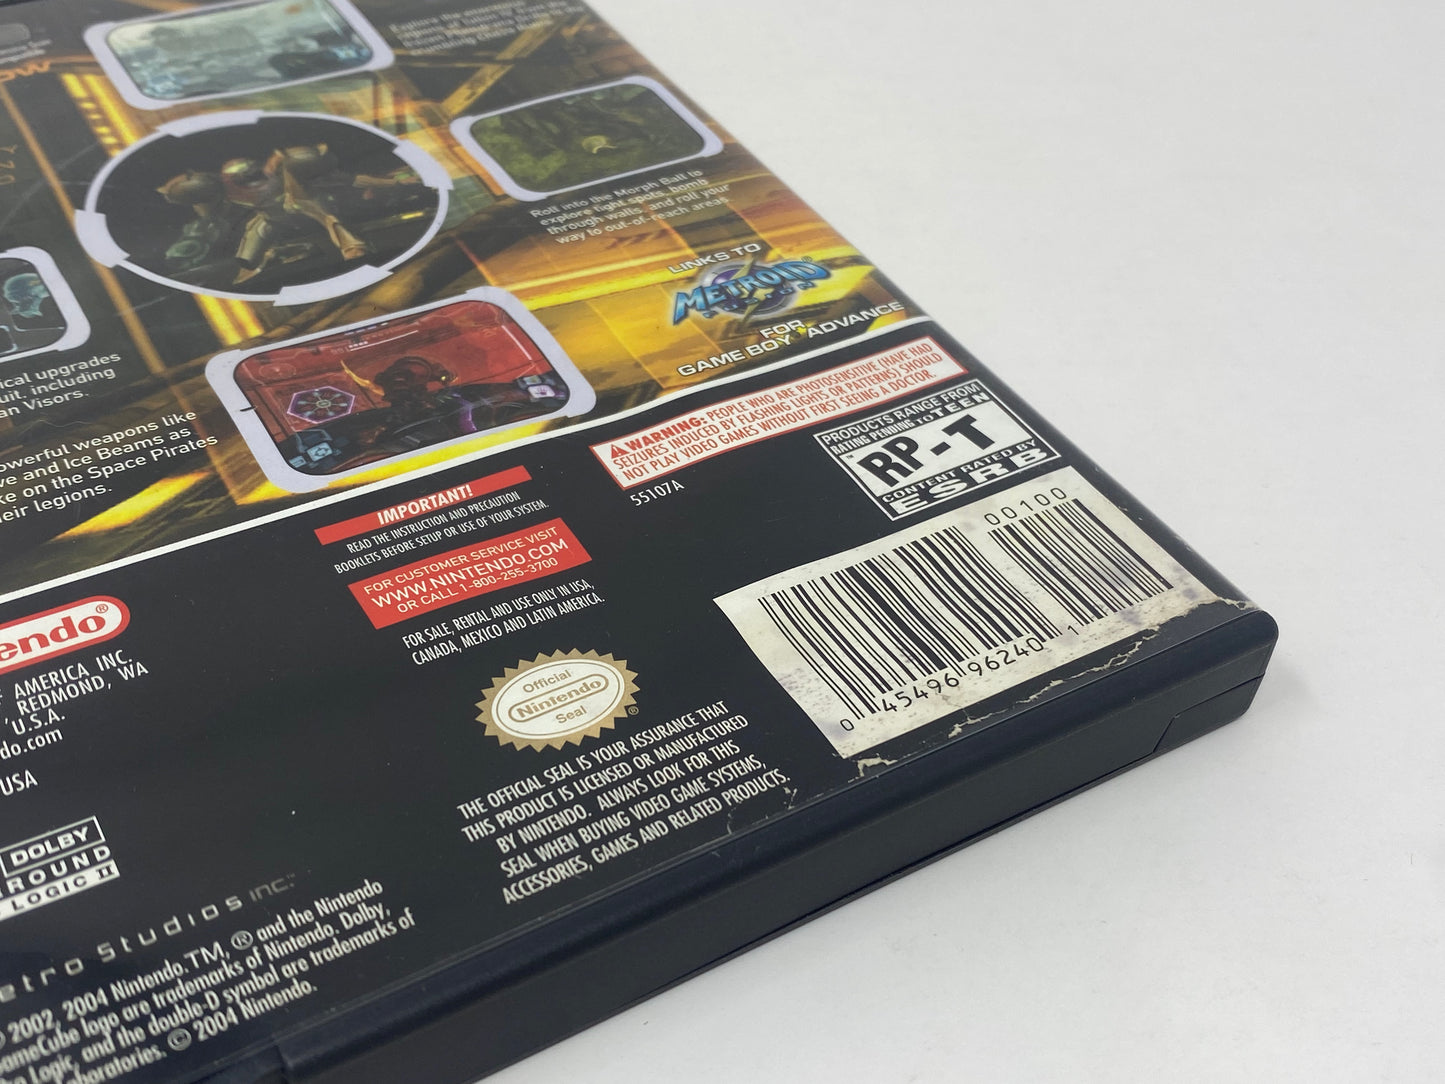 Roll into the Morph Ball to
explore tight spots, bomb
through walls and roll your
way to out-of-reach areas
LINKS TO
METROID
FUSION
FOR
GAME BOY ADVANCE
ical upgrades
uit, including
an Visors.
owerful weapons like
ve and Ice Beams as
ke on the Space Pirates
eir legions.
WARNING: PEOPLE WHO ARE PHOTOSENSITIVE (HAVE HAD
SEIZURES INDUCED BY FLASHING LIGHTS OR PATTERNS) SHOULD
NOT PLAY VIDEO GAMES WITHOUT FIRST SEEING A DOCTOR.
55107A
PRODUCTS RANGE FROM
RATING PENDING to TEEN
RP-T
CONTENT RATED BY
ESRB
IMPORTANT!
READ THE INSTRUCTION AND PRECAUTION
BOOKLETS BEFORE SETUP OR USE OF YOUR SYSTEM.
FOR CUSTOMER SERVICE VISIT
WWW.NINTENDO.COM
OR CALL 1-800-255-3700
FOR SALE, RENTAL AND USE ONLY IN USA,
CANADA, MEXICO AND LATIN AMERICA.
00100
0 45496 96240 1
endo®
F AMERICA INC.
, REDMOND, WA
U.S.A.
do.com
USA
Official
Nintendo
Seal
THE OFFICIAL SEAL IS YOUR ASSURANCE THAT
THIS PRODUCT IS LICENSED OR MANUFACTURED
BY NINTENDO. ALWAYS LOOK FOR THIS
SEAL WHEN BUYING VIDEO GAME SYSTEMS,
ACCESSORIES, GAMES AND RELATED PRODUCTS.
DOLBY
ROUND
LOGIC II
etro Studios inc.™
© 2002, 2004 Nintendo. TM, ® and the Nintendo
GameCube logo are trademarks of Nintendo. Dolby,
Logic, and the double-D symbol are trademarks of
aboratories. © 2004 Nintendo.